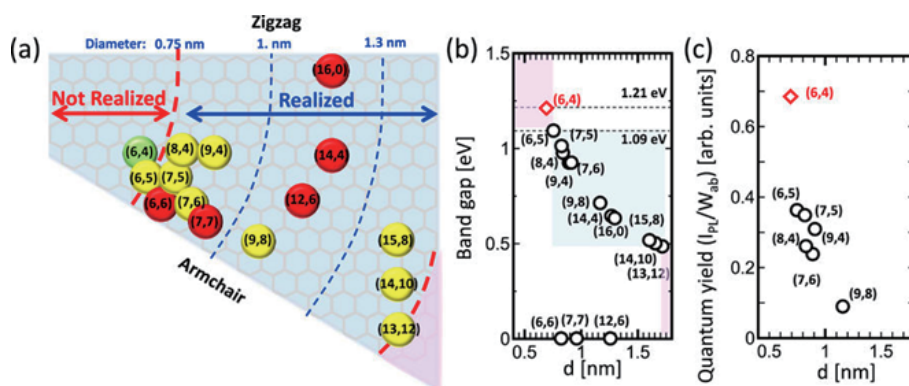 (a)
Zigzag
Diameter: 0.75 nm 1. nm 1.3 nm
(16,0)
Not Realized
Realized
(6,4) (8,4) (9,4) (14,4)
(6,5) (7,5)
(6,6) (7,6) (12,6)
(7,7)
(9,8) (15,8)
(14,10)
(13,12)
Armchair
(b)
Band gap [eV]
1.5
1
0.5
0
1.21 eV
(6,4)
1.09 eV
(6,5) (7,5)
(8,4) (7,6)
(9,4)
(9,8)
(14,4) (15,8)
(16,0)
(14,10)
(13,12)
(6,6) (7,7) (12,6)
0.5 1 1.5
d [nm]
(c)
Quantum yield (I_PL/W_ab) [arb. units]
0.8
0.6
0.4
0.2
0
(6,4)
(6,5) (7,5)
(8,4) (9,4)
(7,6)
(9,8)
0.5 1 1.5
d [nm]